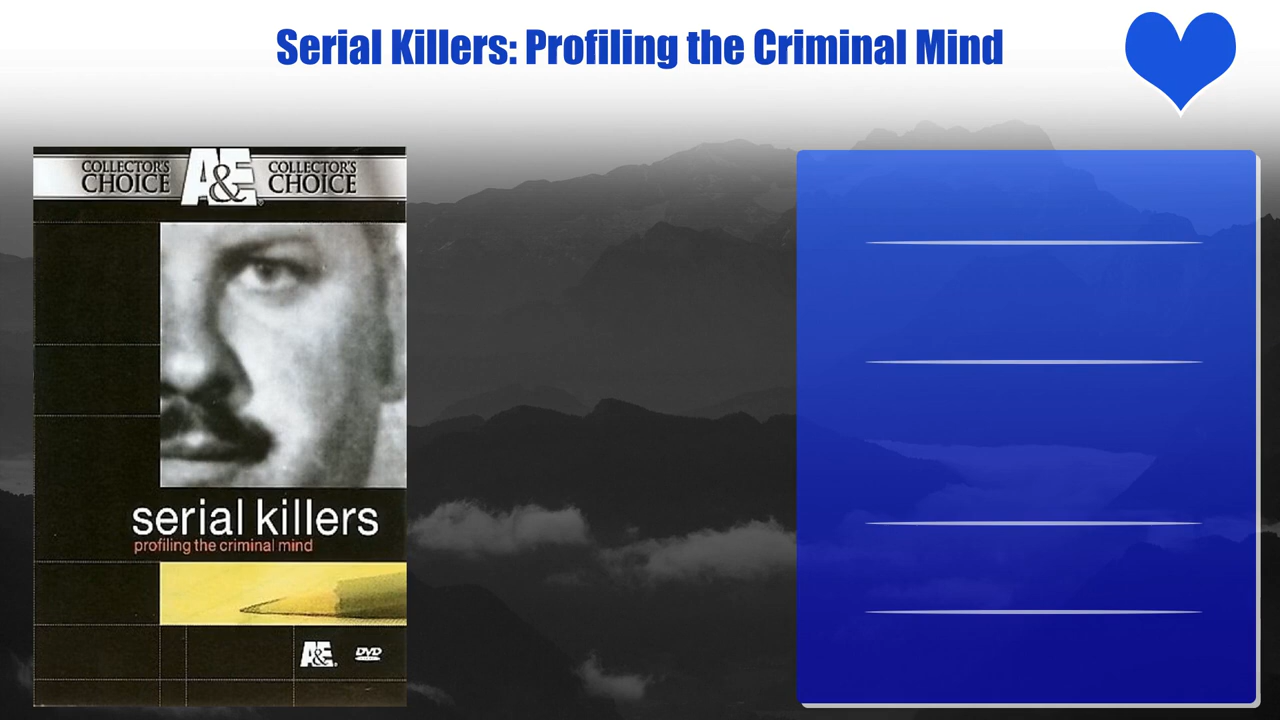 Serial Killers: Profiling the Criminal Mind
COLLECTOR'S CHOICE
A&E
COLLECTOR'S CHOICE
serial killers
profiling the criminal mind
A&E
DVD